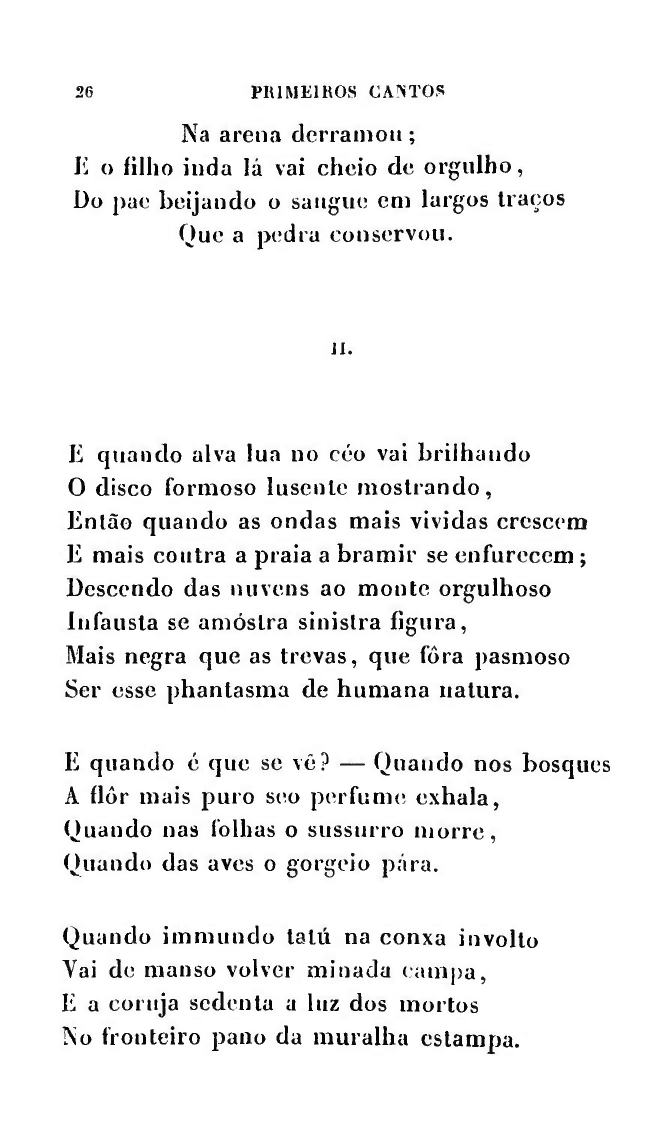 26 PRIMEIROS CANTOS
Na arena derramou ;
E o filho inda lá vai cheio de orgulho ,
Do pae beijando o sangue em largos traços
Que a pedra conservou.
II.
E quando alva lua no céo vai brilhando
O disco formoso lusente mostrando ,
Então quando as ondas mais vividas crescem
E mais contra a praia a bramir se enfurecem ;
Descendo das nuvens ao monte orgulhoso
Infausta se amóstra sinistra figura ,
Mais negra que as trevas, que fôra pasmoso
Ser esse phantasma de humana natura.
E quando é que se vê? — Quando nos bosques
A flôr mais puro seo perfume exhala ,
Quando nas folhas o sussurro morre ,
Quando das aves o gorgeio pára.
Quando immundo tatú na conxa involto
Vai de manso volver minada campa ,
E a coruja sedenta a luz dos mortos
No fronteiro pano da muralha estampa.